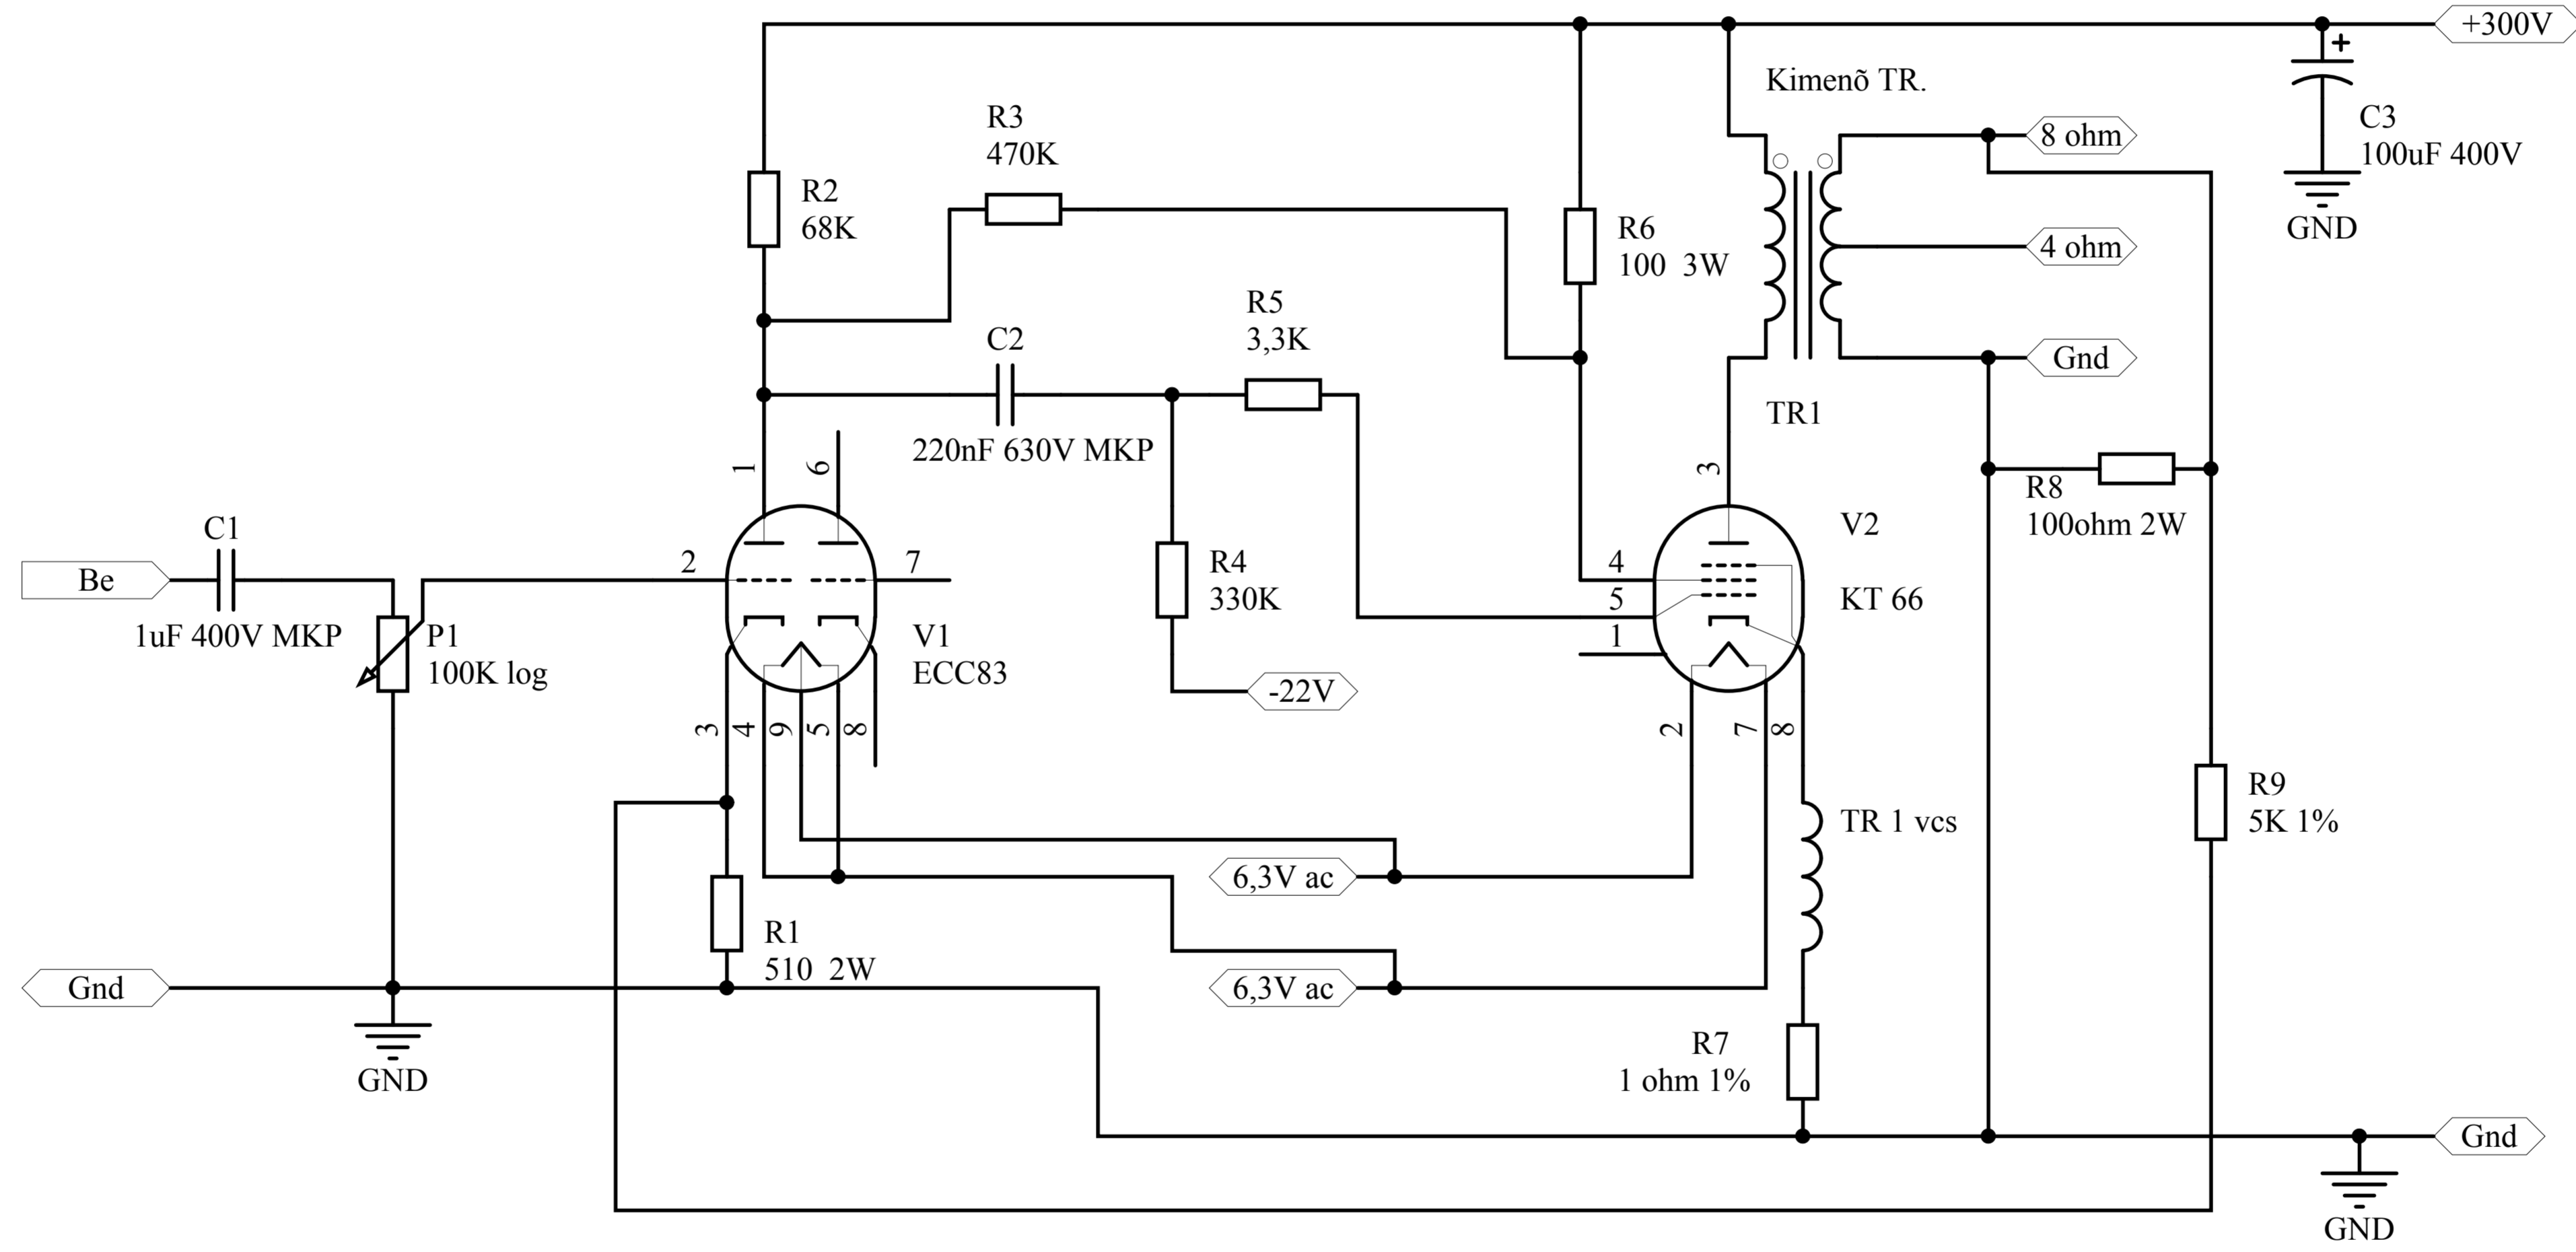 +300V
Kimenõ TR.
R3
470K
8 ohm
C3
100uF 400V
R2
68K
R6
100  3W
GND
4 ohm
R5
3,3K
C2
Gnd
TR1
220nF 630V MKP
1
6
3
R8
100ohm 2W
C1
Be
1uF 400V MKP
P1
100K log
2
7
V1
ECC83
R4
330K
-22V
4
5
1
V2
KT 66
3
4
9
5
8
2
7
8
R9
5K 1%
TR 1 vcs
6,3V ac
R1
510  2W
Gnd
6,3V ac
GND
R7
1 ohm 1%
Gnd
GND